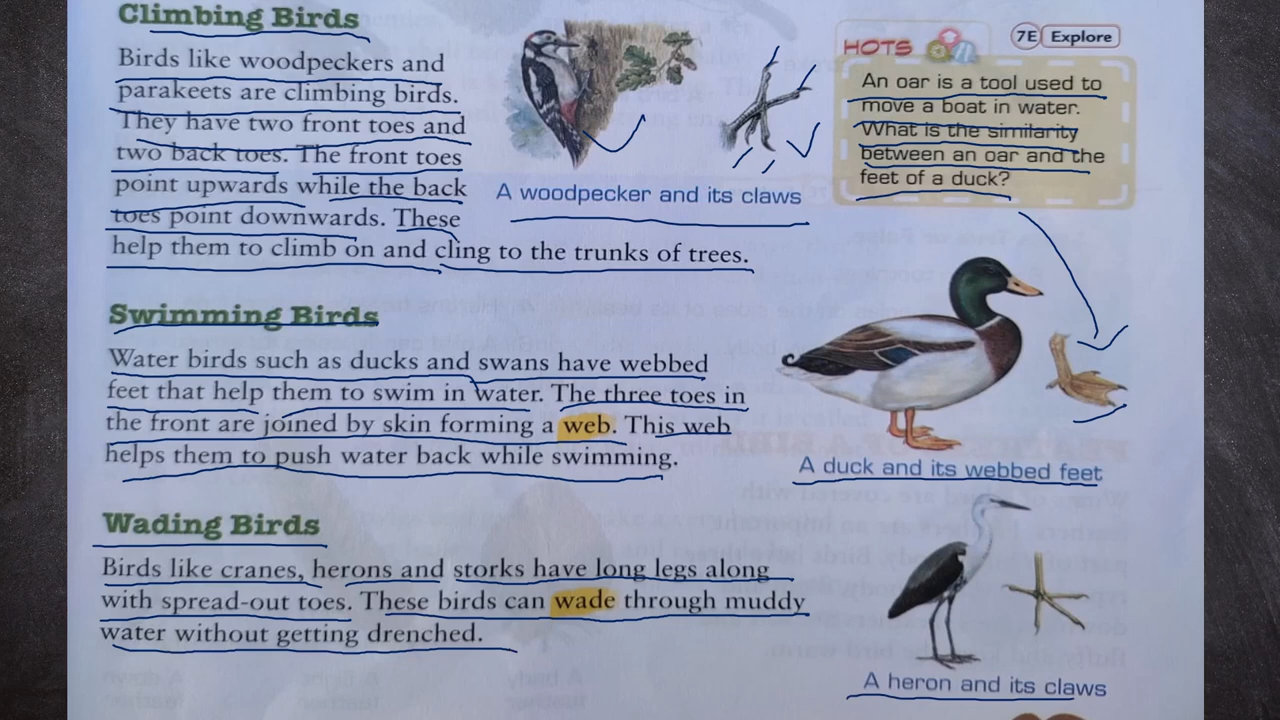 Climbing Birds
Birds like woodpeckers and
parakeets are climbing birds.
They have two front toes and
two back toes. The front toes
point upwards while the back
toes point downwards. These
help them to climb on and cling to the trunks of trees.
A woodpecker and its claws
HOTS
7E Explore
An oar is a tool used to
move a boat in water.
What is the similarity
between an oar and the
feet of a duck?
Swimming Birds
Water birds such as ducks and swans have webbed
feet that help them to swim in water. The three toes in
the front are joined by skin forming a web. This web
helps them to push water back while swimming.
A duck and its webbed feet
Wading Birds
Birds like cranes, herons and storks have long legs along
with spread-out toes. These birds can wade through muddy
water without getting drenched.
A heron and its claws